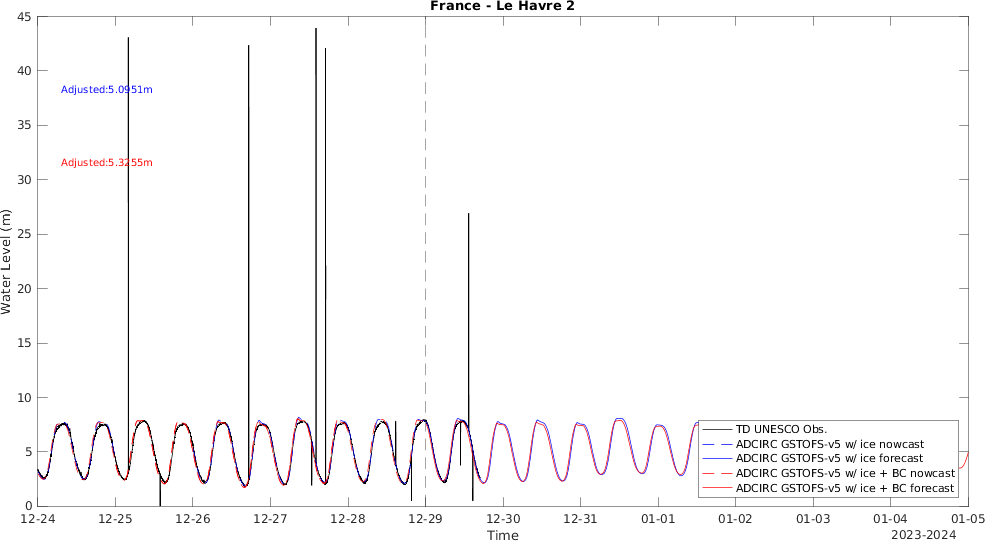 France - Le Havre 2
45
40
35
30
25
20
15
10
5
0
Water Level (m)
Adjusted:5.0951m
Adjusted:5.3255m
TD UNESCO Obs.
ADCIRC GSTOFS-v5 w/ ice nowcast
ADCIRC GSTOFS-v5 w/ ice forecast
ADCIRC GSTOFS-v5 w/ ice + BC nowcast
ADCIRC GSTOFS-v5 w/ ice + BC forecast
12-24 12-25 12-26 12-27 12-28 12-29 12-30 12-31 01-01 01-02 01-03 01-04 01-05
Time
2023-2024